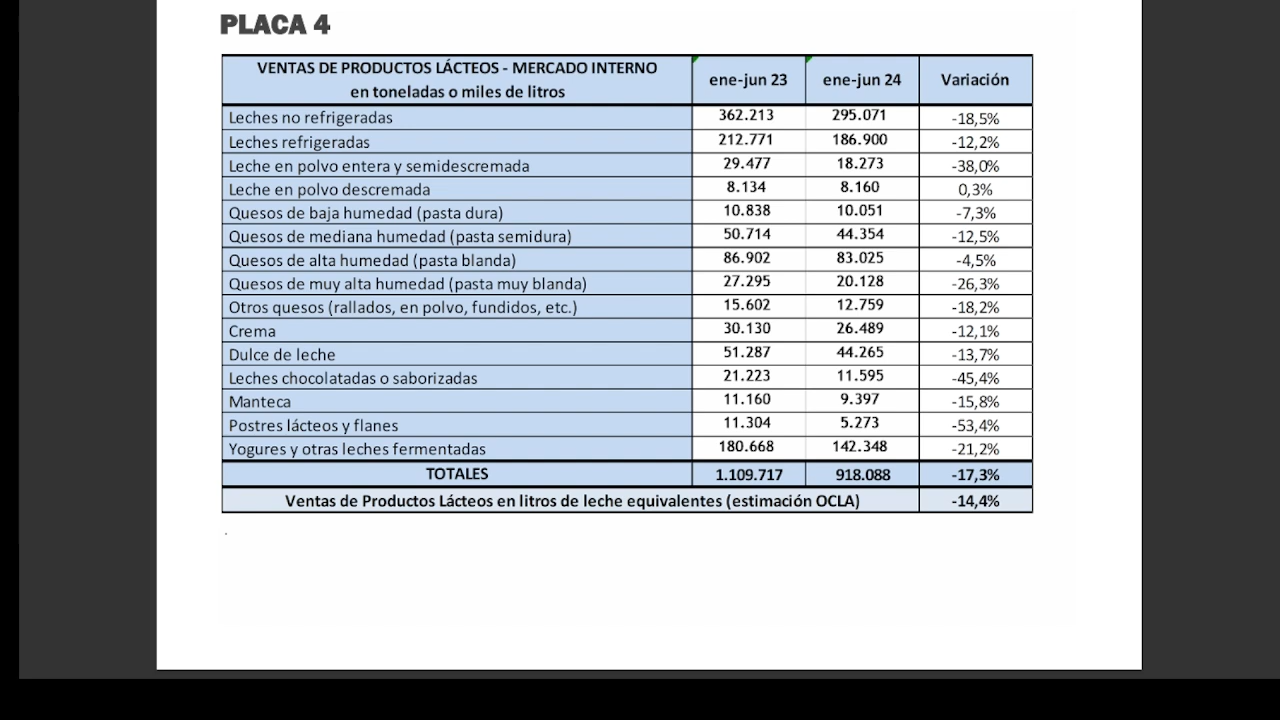 PLACA 4
VENTAS DE PRODUCTOS LÁCTEOS - MERCADO INTERNO
en toneladas o miles de litros
ene-jun 23 ene-jun 24 Variación
Leches no refrigeradas 362.213 295.071 -18,5%
Leches refrigeradas 212.771 186.900 -12,2%
Leche en polvo entera y semidescremada 29.477 18.273 -38,0%
Leche en polvo descremada 8.134 8.160 0,3%
Quesos de baja humedad (pasta dura) 10.838 10.051 -7,3%
Quesos de mediana humedad (pasta semidura) 50.714 44.354 -12,5%
Quesos de alta humedad (pasta blanda) 86.902 83.025 -4,5%
Quesos de muy alta humedad (pasta muy blanda) 27.295 20.128 -26,3%
Otros quesos (rallados, en polvo, fundidos, etc.) 15.602 12.759 -18,2%
Crema 30.130 26.489 -12,1%
Dulce de leche 51.287 44.265 -13,7%
Leches chocolatadas o saborizadas 21.223 11.595 -45,4%
Manteca 11.160 9.397 -15,8%
Postres lácteos y flanes 11.304 5.273 -53,4%
Yogures y otras leches fermentadas 180.668 142.348 -21,2%
TOTALES 1.109.717 918.088 -17,3%
Ventas de Productos Lácteos en litros de leche equivalentes (estimación OCLA) -14,4%